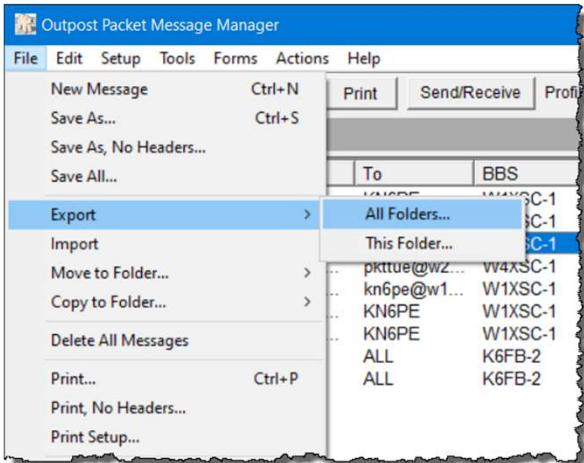 Outpost Packet Message Manager
File Edit Setup Tools Forms Actions Help
New Message Ctrl+N
Save As... Ctrl+S
Save As, No Headers...
Save All...
Export >
Import
Move to Folder... >
Copy to Folder... >
Delete All Messages
Print... Ctrl+P
Print, No Headers...
Print Setup...
All Folders...
This Folder...
Print Send/Receive
To BBS
SC-1
SC-1
pkttue@w2... W4XSC-1
kn6pe@w1... W1XSC-1
KN6PE W1XSC-1
KN6PE W1XSC-1
ALL K6FB-2
ALL K6FB-2